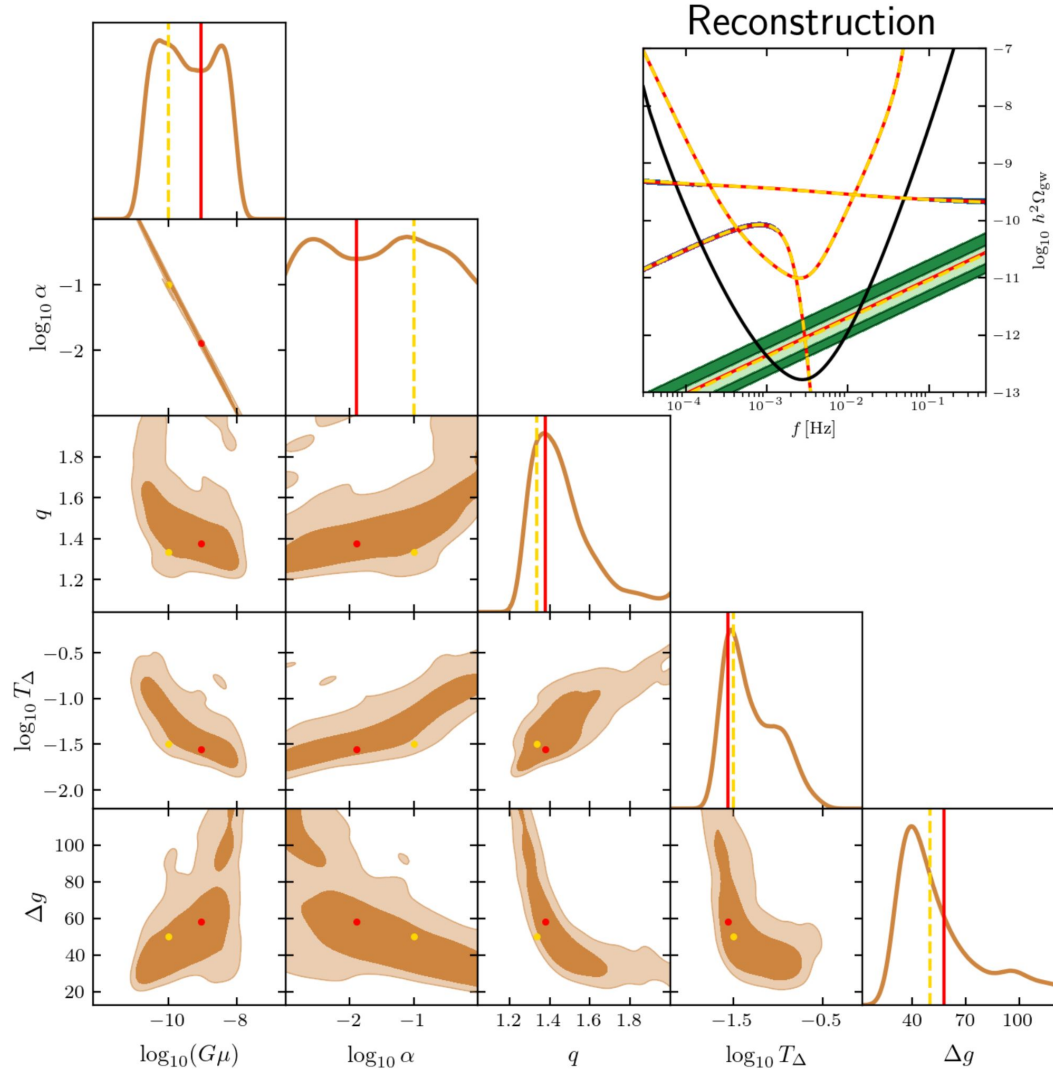 Reconstruction
−7
−8
−9
−10
−11
−12
−13
log₁₀ h²Ω_gw
10⁻⁴ 10⁻³ 10⁻² 10⁻¹
f [Hz]
log₁₀ α
−1
−2
q
1.8
1.6
1.4
1.2
log₁₀ T_Δ
−0.5
−1.0
−1.5
−2.0
Δg
100
80
60
40
20
−10 −8 −2 −1 1.2 1.4 1.6 1.8 −1.5 −0.5 40 70 100
log₁₀(Gμ) log₁₀ α q log₁₀ T_Δ Δg